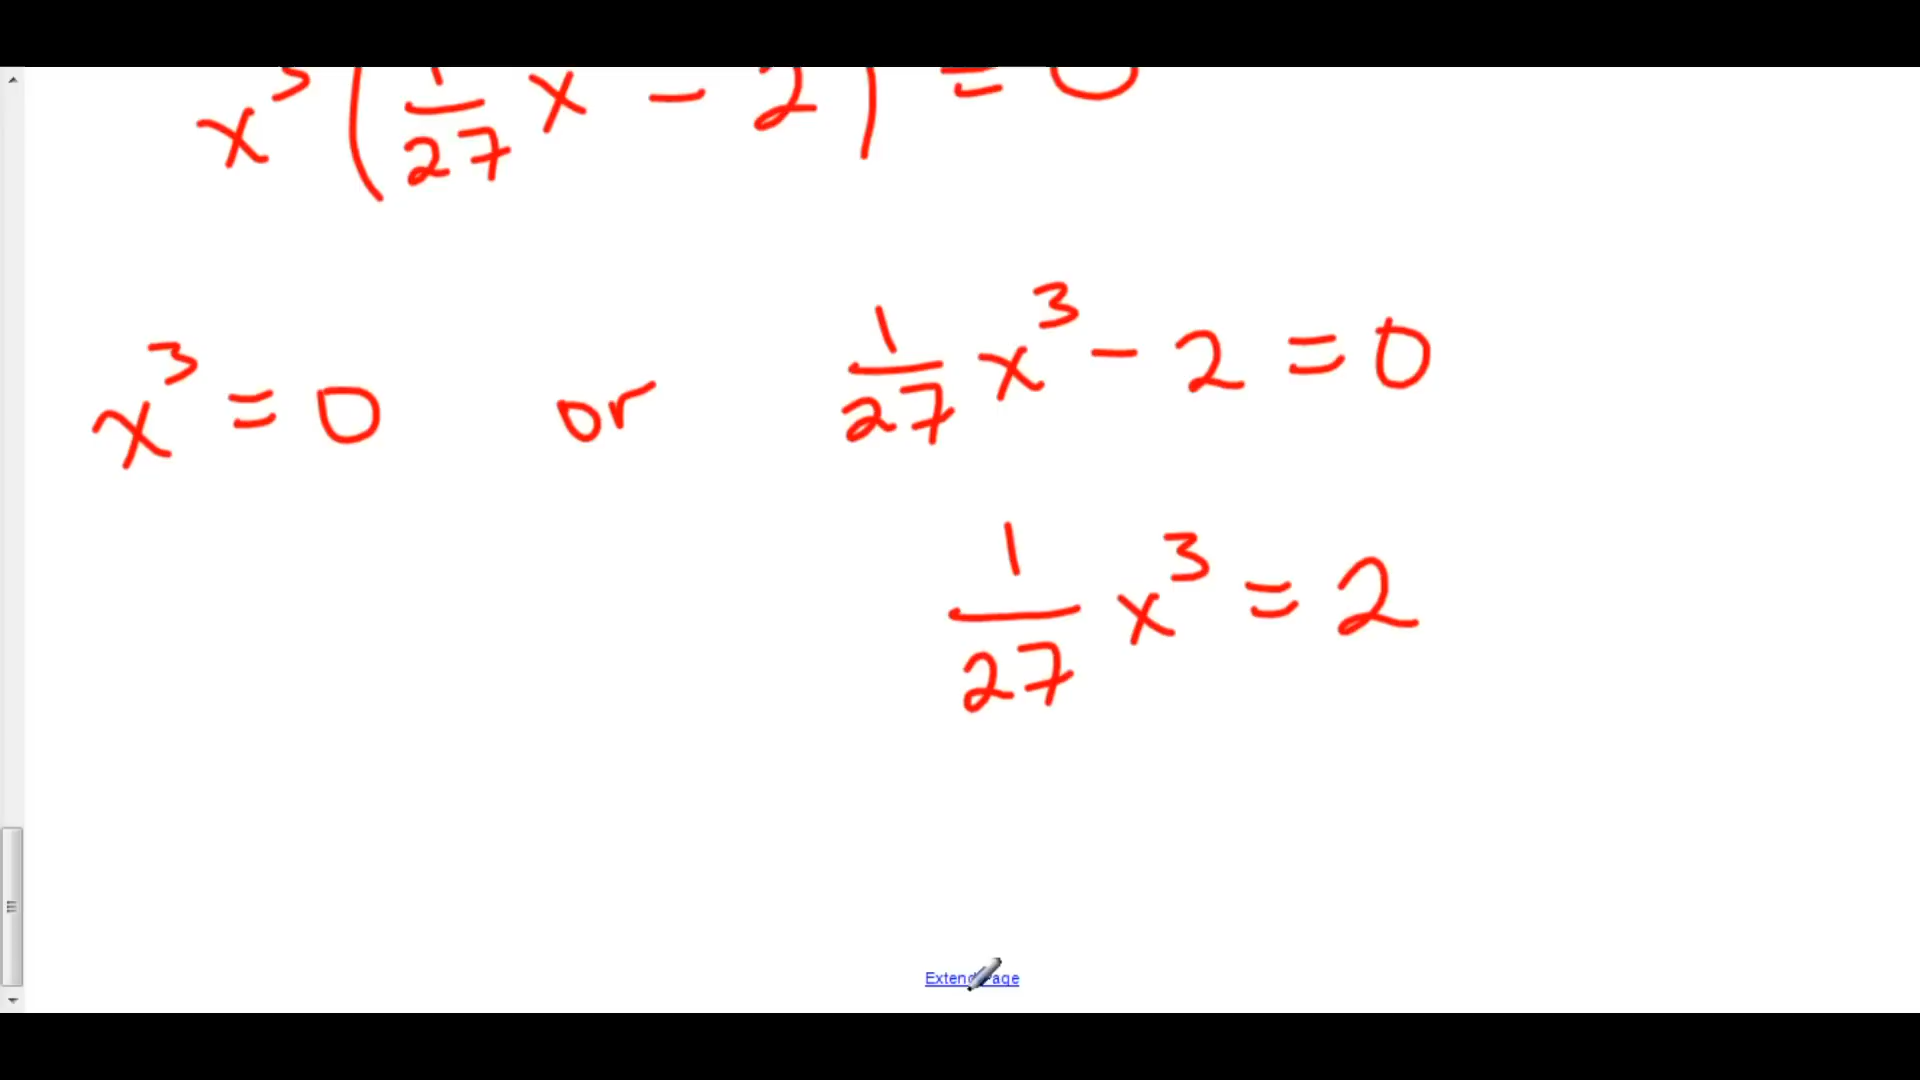 x³(1/27 x - 2) = 0
x³ = 0 or 1/27 x³ - 2 = 0
1/27 x³ = 2
Extend Page